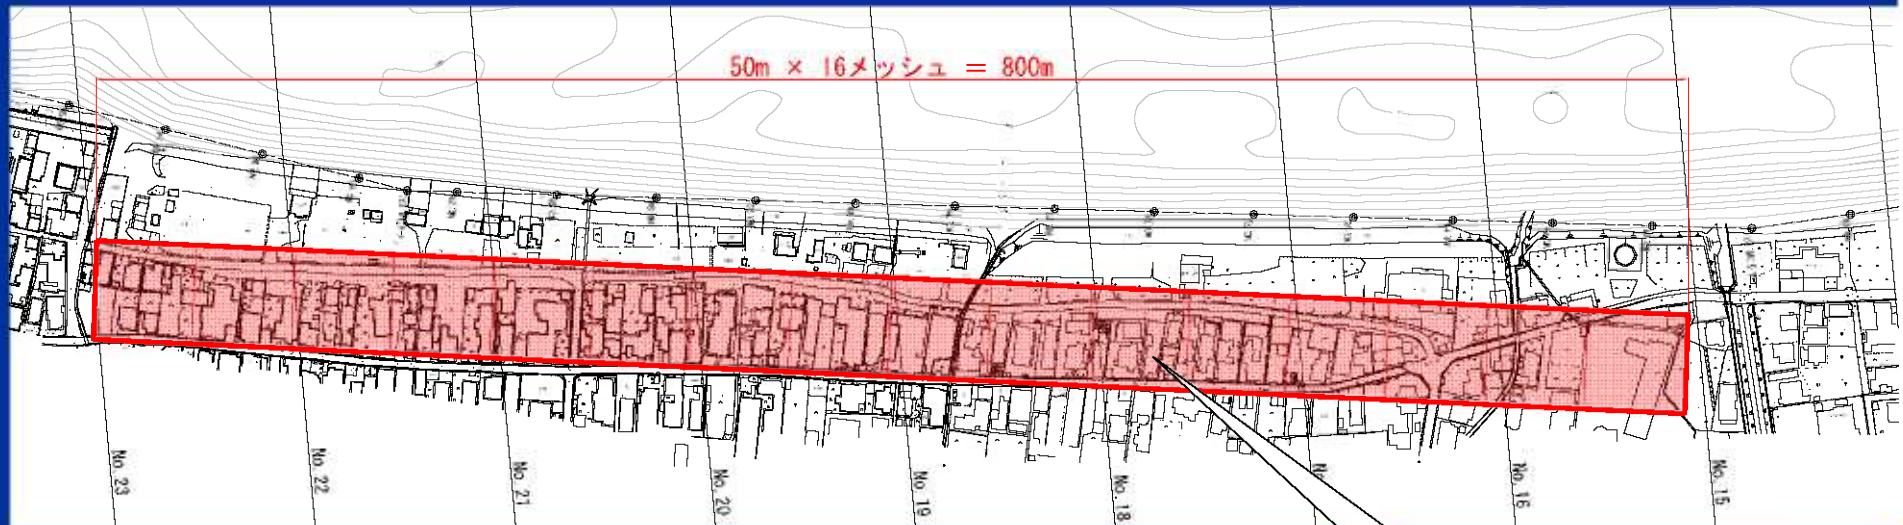 50m × 16メッシュ = 800m
No.23
No.22
No.21
No.20
No.19
No.18
No.16
No.15